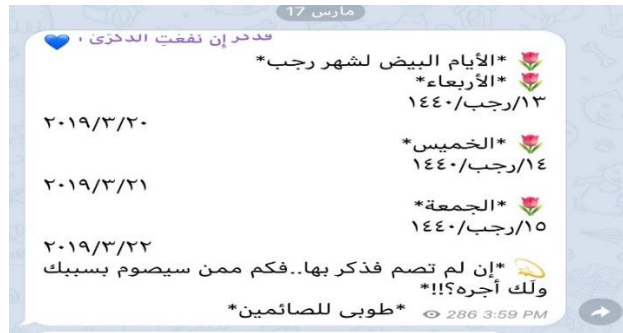 مارس 17
فذكر إن نفعت الذكرى ،
*الأيام البيض لشهر رجب*
*الأربعاء*
١٣/رجب/١٤٤٠
٢٠١٩/٣/٢٠
*الخميس*
١٤/رجب/١٤٤٠
٢٠١٩/٣/٢١
*الجمعة*
١٥/رجب/١٤٤٠
٢٠١٩/٣/٢٢
*إن لم تصم فذكر بها..فكم ممن سيصوم بسببك
ولك أجره؟!!*
*طوبى للصائمين*
286 3:59 PM